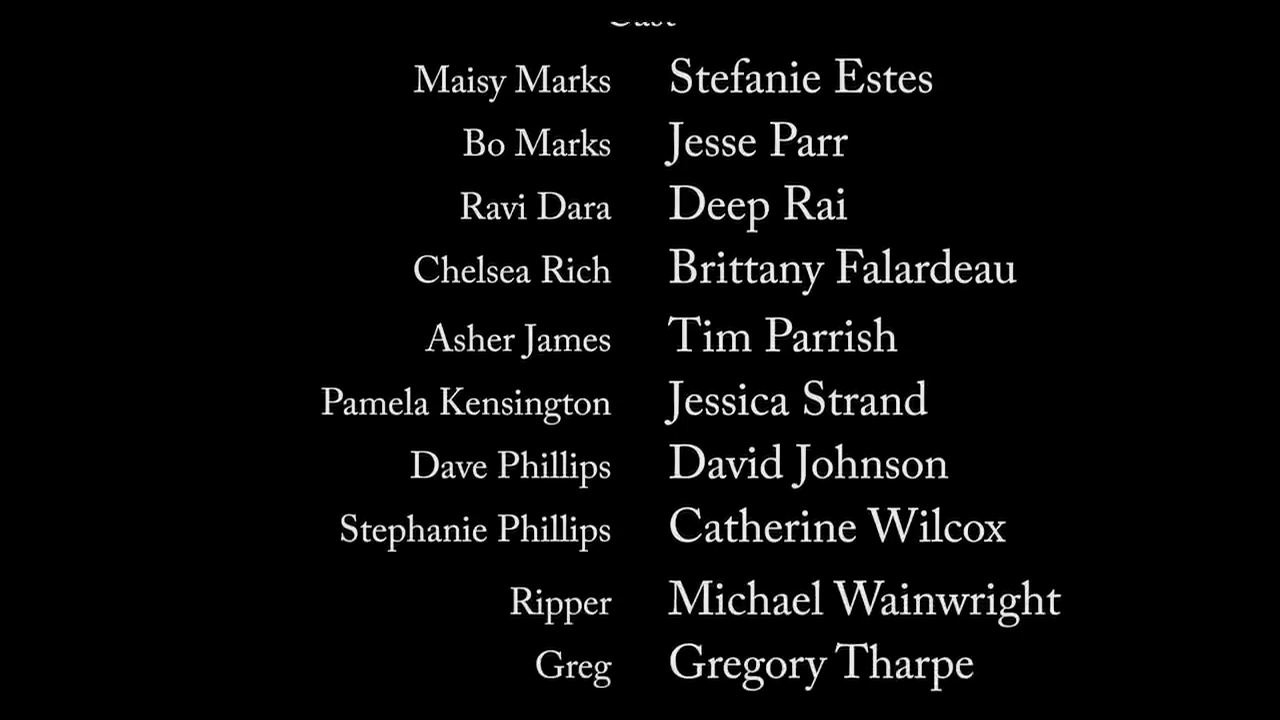 Cast
Maisy Marks Stefanie Estes
Bo Marks Jesse Parr
Ravi Dara Deep Rai
Chelsea Rich Brittany Falardeau
Asher James Tim Parrish
Pamela Kensington Jessica Strand
Dave Phillips David Johnson
Stephanie Phillips Catherine Wilcox
Ripper Michael Wainwright
Greg Gregory Tharpe